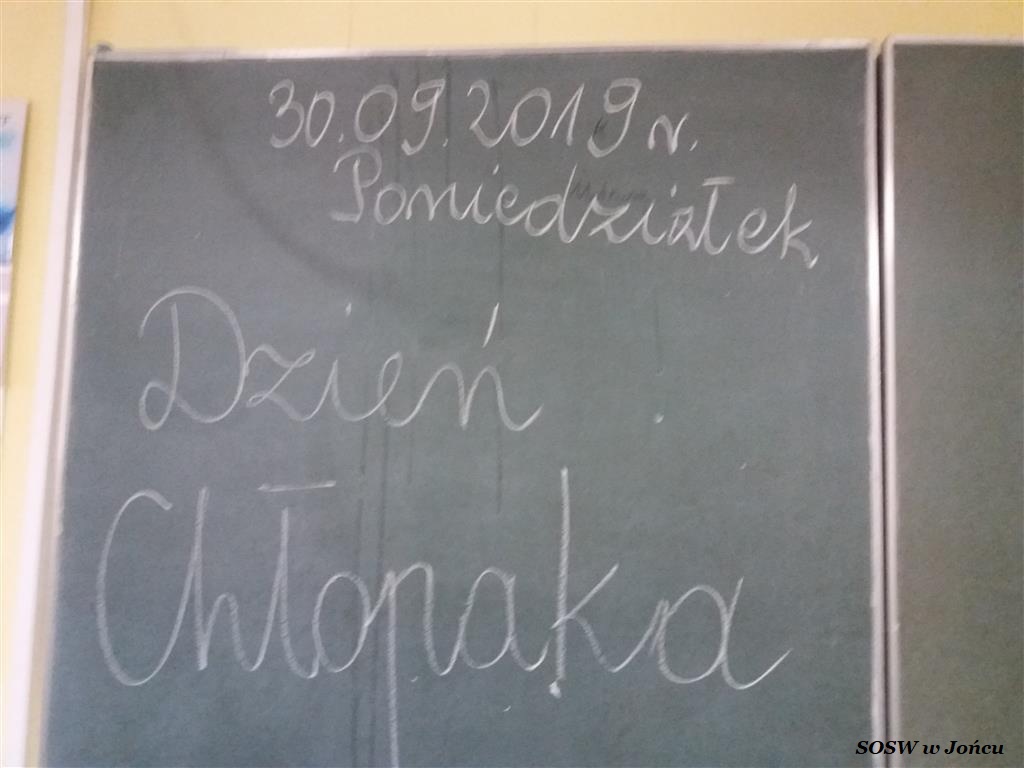 30.09.2019 r.
Poniedziałek
Dzień
Chłopaka
SOSW w Jońcu